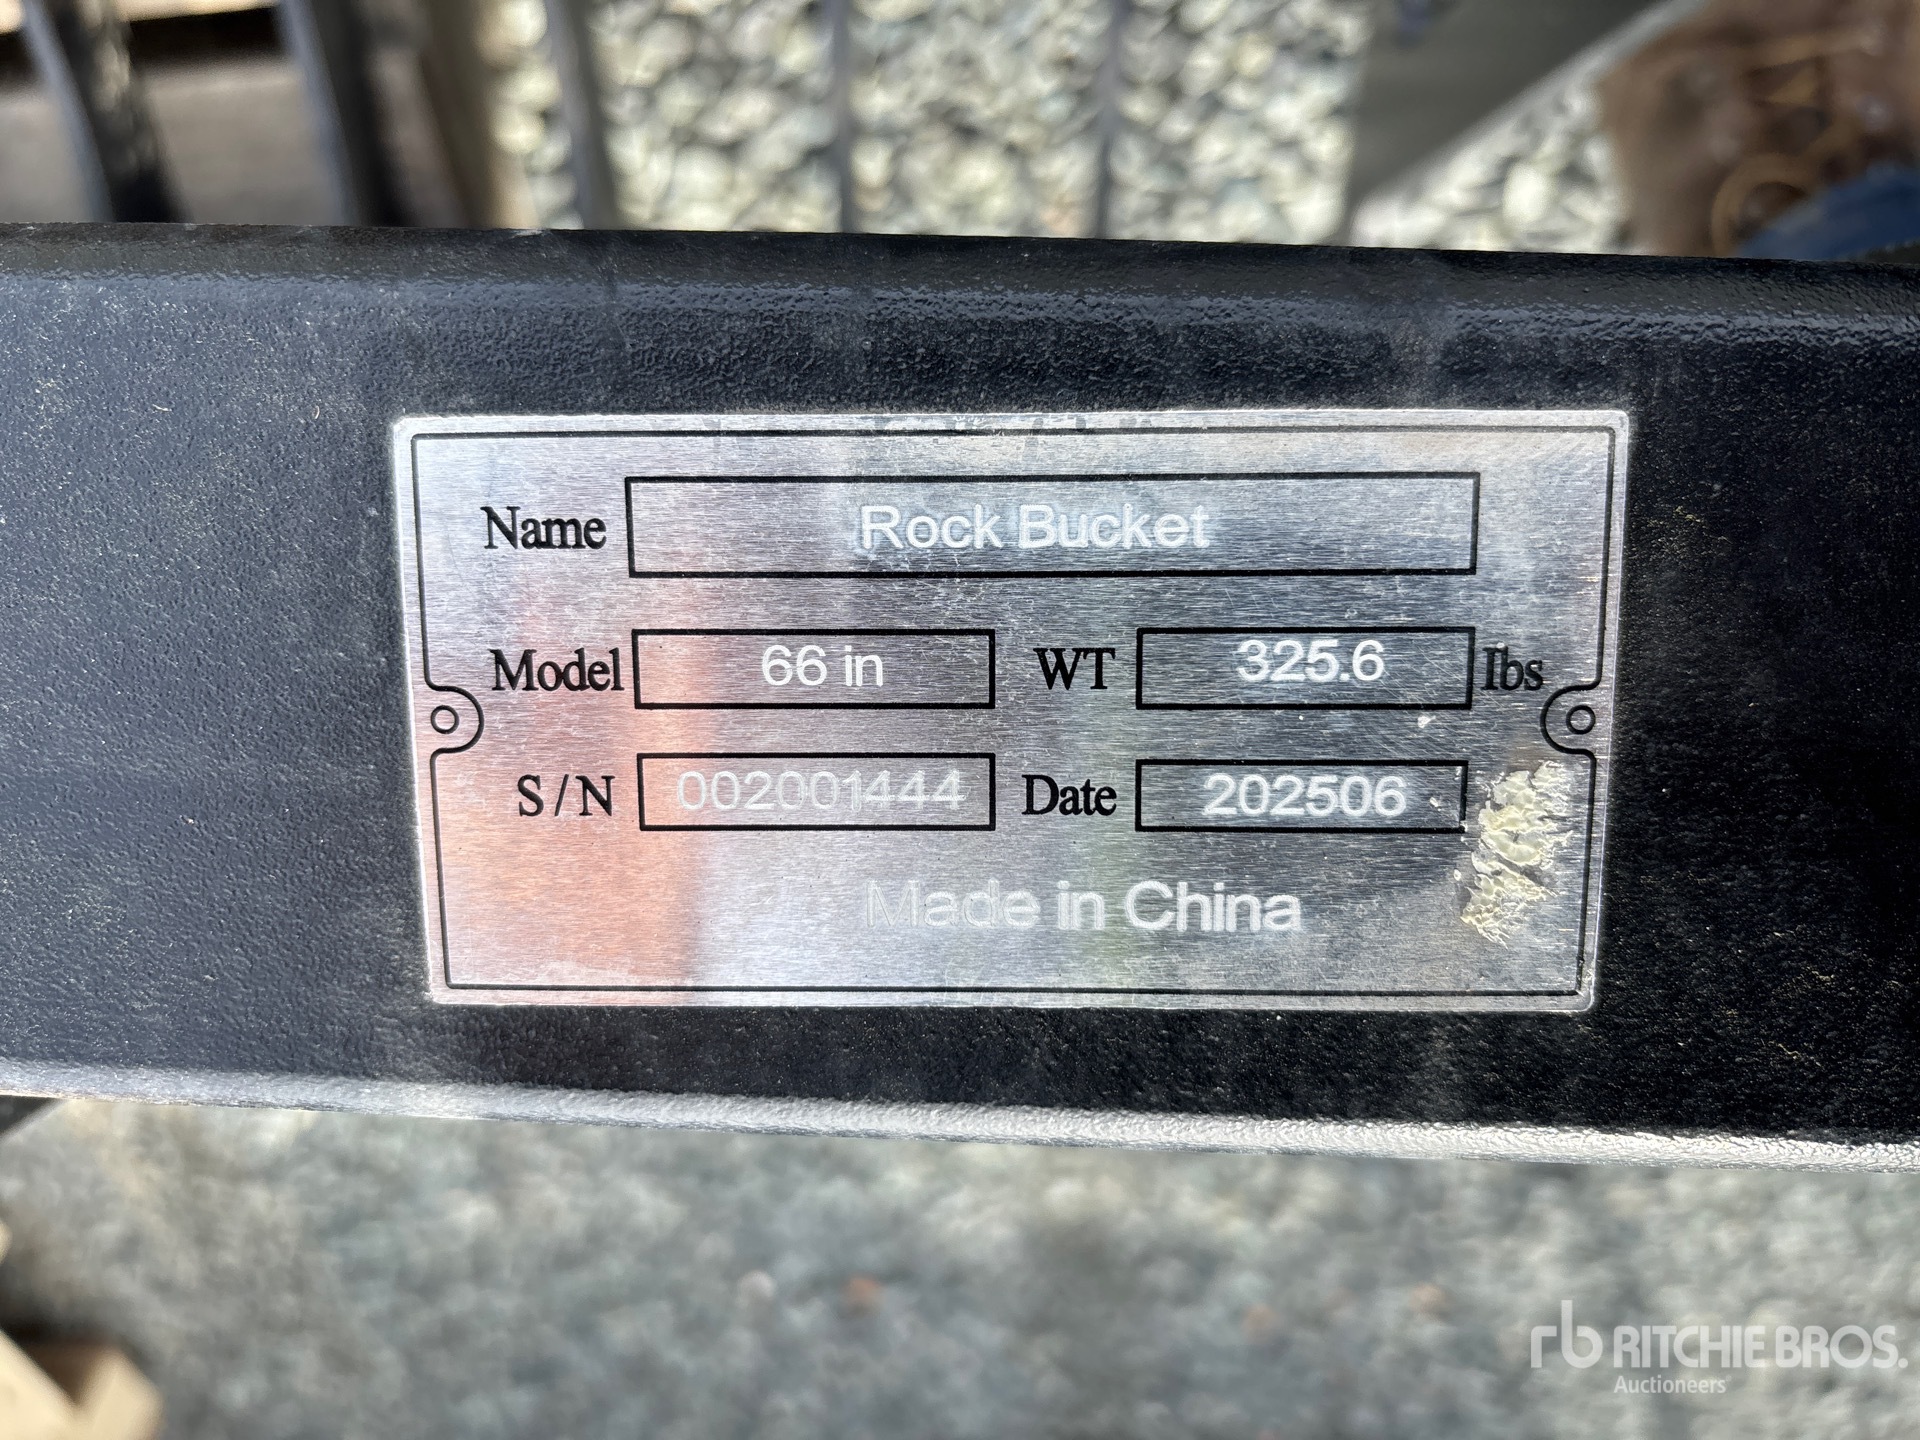 Name Rock Bucket
Model 66 in WT 325.6 lbs
S/N 002001444 Date 202506
Made in China
rb RITCHIE BROS.
Auctioneers